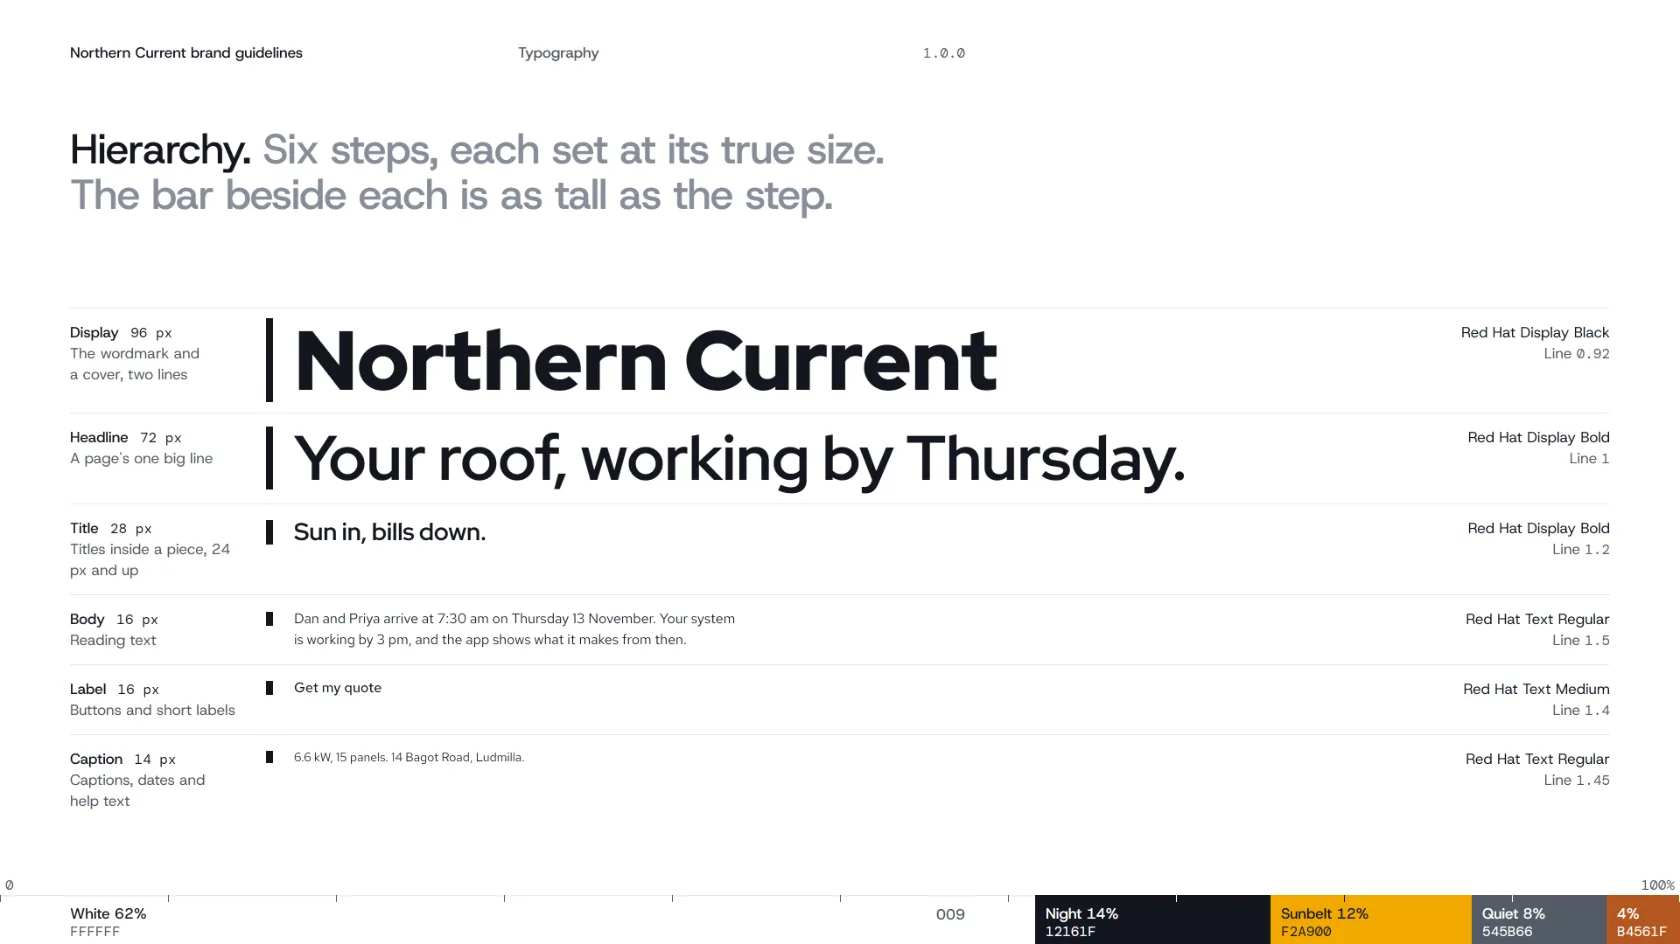 Northern Current brand guidelines
Typography
1.0.0
Hierarchy. Six steps, each set at its true size.
The bar beside each is as tall as the step.
Display 96 px
The wordmark and
a cover, two lines
Northern Current
Red Hat Display Black
Line 0.92
Headline 72 px
A page's one big line
Your roof, working by Thursday.
Red Hat Display Bold
Line 1
Title 28 px
Titles inside a piece, 24
px and up
Sun in, bills down.
Red Hat Display Bold
Line 1.2
Body 16 px
Reading text
Dan and Priya arrive at 7:30 am on Thursday 13 November. Your system
is working by 3 pm, and the app shows what it makes from then.
Red Hat Text Regular
Line 1.5
Label 16 px
Buttons and short labels
Get my quote
Red Hat Text Medium
Line 1.4
Caption 14 px
Captions, dates and
help text
6.6 kW, 15 panels. 14 Bagot Road, Ludmilla.
Red Hat Text Regular
Line 1.45
0
100%
White 62%
FFFFFF
009
Night 14%
12161F
Sunbelt 12%
F2A900
Quiet 8%
545B66
4%
B4561F